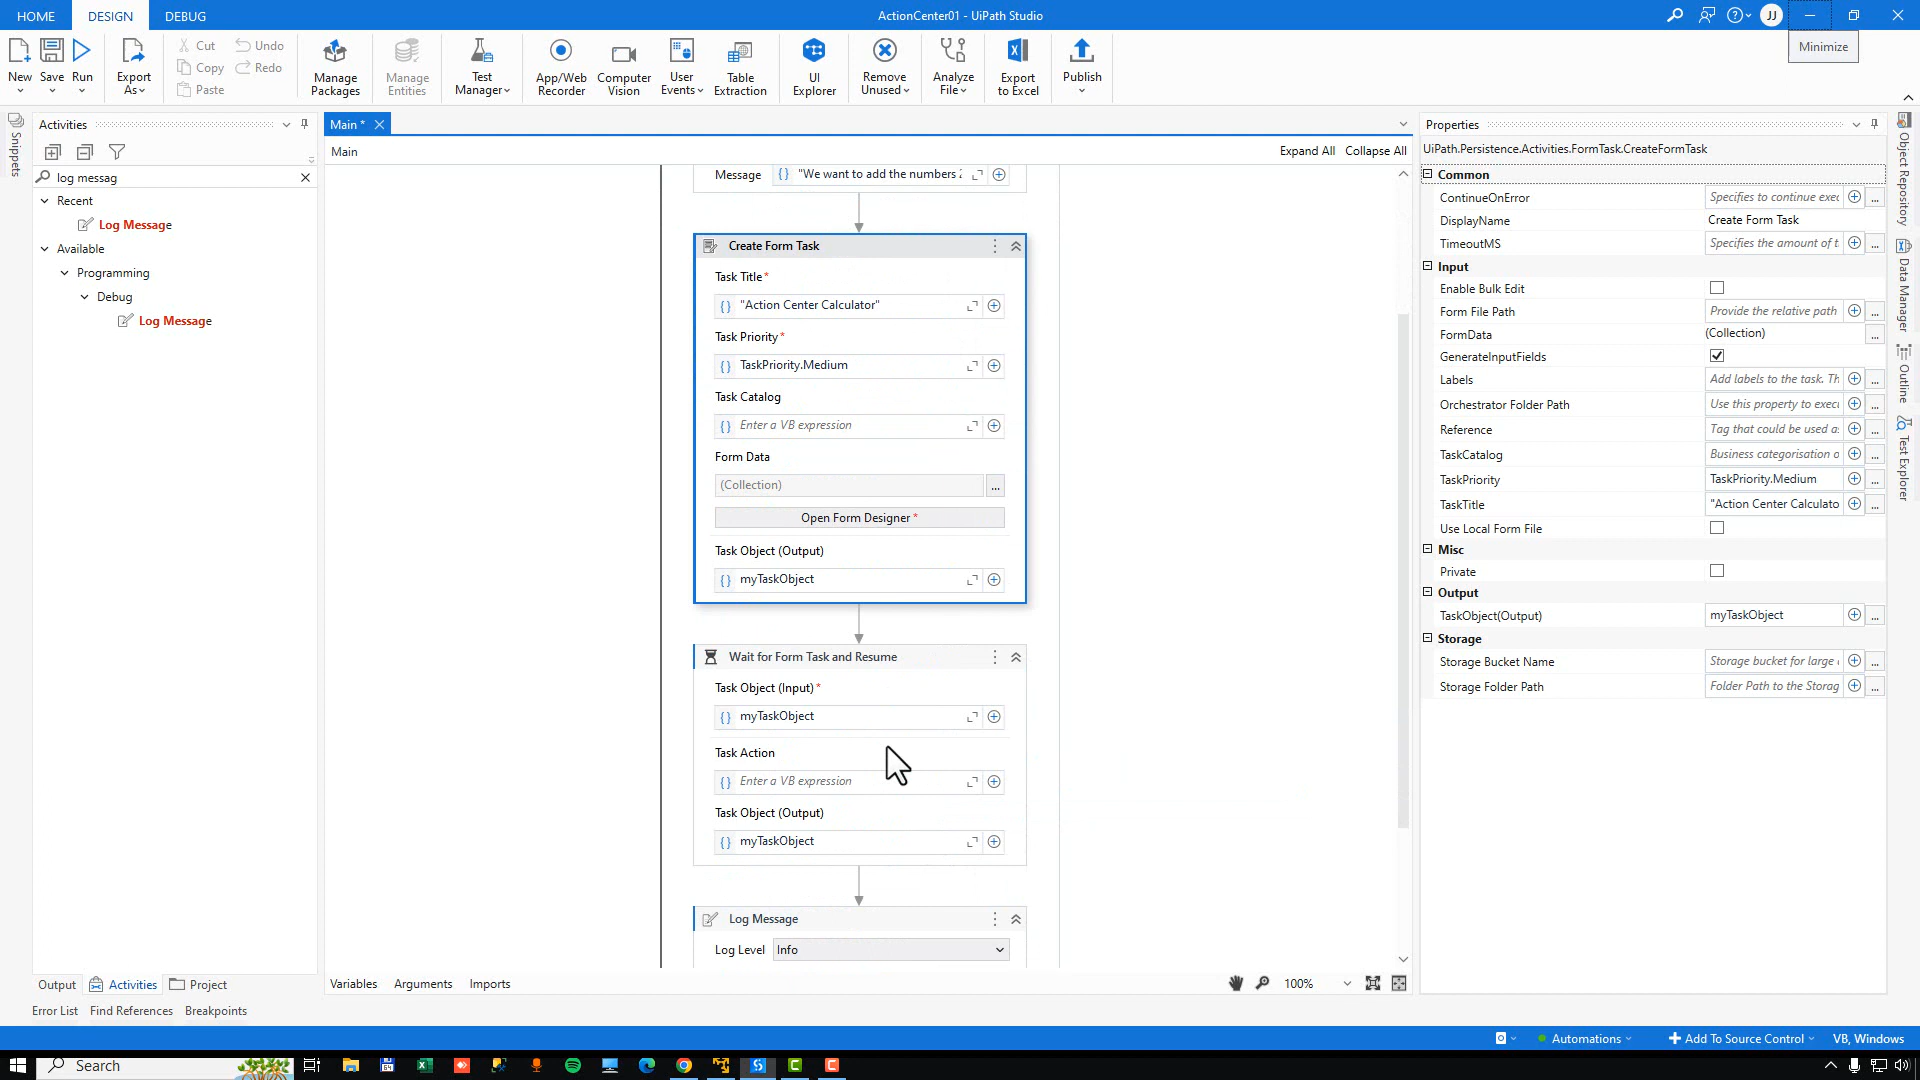 HOME DESIGN DEBUG ActionCenter01 - UiPath Studio JJ
Minimize
New Save Run Export As Cut Copy Paste Undo Redo Manage Packages Manage Entities Test Manager App/Web Recorder Computer Vision User Events Table Extraction UI Explorer Remove Unused Analyze File Export to Excel Publish
Snippets
Activities
log messag
Recent
Log Message
Available
Programming
Debug
Log Message
Main *
Main Expand All Collapse All
Message "We want to add the numbers 2
Create Form Task
Task Title *
"Action Center Calculator"
Task Priority *
TaskPriority.Medium
Task Catalog
Enter a VB expression
Form Data
(Collection) ...
Open Form Designer *
Task Object (Output)
myTaskObject
Wait for Form Task and Resume
Task Object (Input) *
myTaskObject
Task Action
Enter a VB expression
Task Object (Output)
myTaskObject
Log Message
Log Level Info
Properties
UiPath.Persistence.Activities.FormTask.CreateFormTask
Common
ContinueOnError Specifies to continue exec ...
DisplayName Create Form Task
TimeoutMS Specifies the amount of t ...
Input
Enable Bulk Edit
Form File Path Provide the relative path ...
FormData (Collection) ...
GenerateInputFields
Labels Add labels to the task. Th ...
Orchestrator Folder Path Use this property to exec ...
Reference Tag that could be used as ...
TaskCatalog Business categorisation o ...
TaskPriority TaskPriority.Medium ...
TaskTitle "Action Center Calculato ...
Use Local Form File
Misc
Private
Output
TaskObject(Output) myTaskObject ...
Storage
Storage Bucket Name Storage bucket for large ...
Storage Folder Path Folder Path to the Storag ...
Object Repository
Data Manager
Outline
Test Explorer
Output Activities Project
Variables Arguments Imports 100%
Error List Find References Breakpoints
Automations Add To Source Control VB, Windows
Search